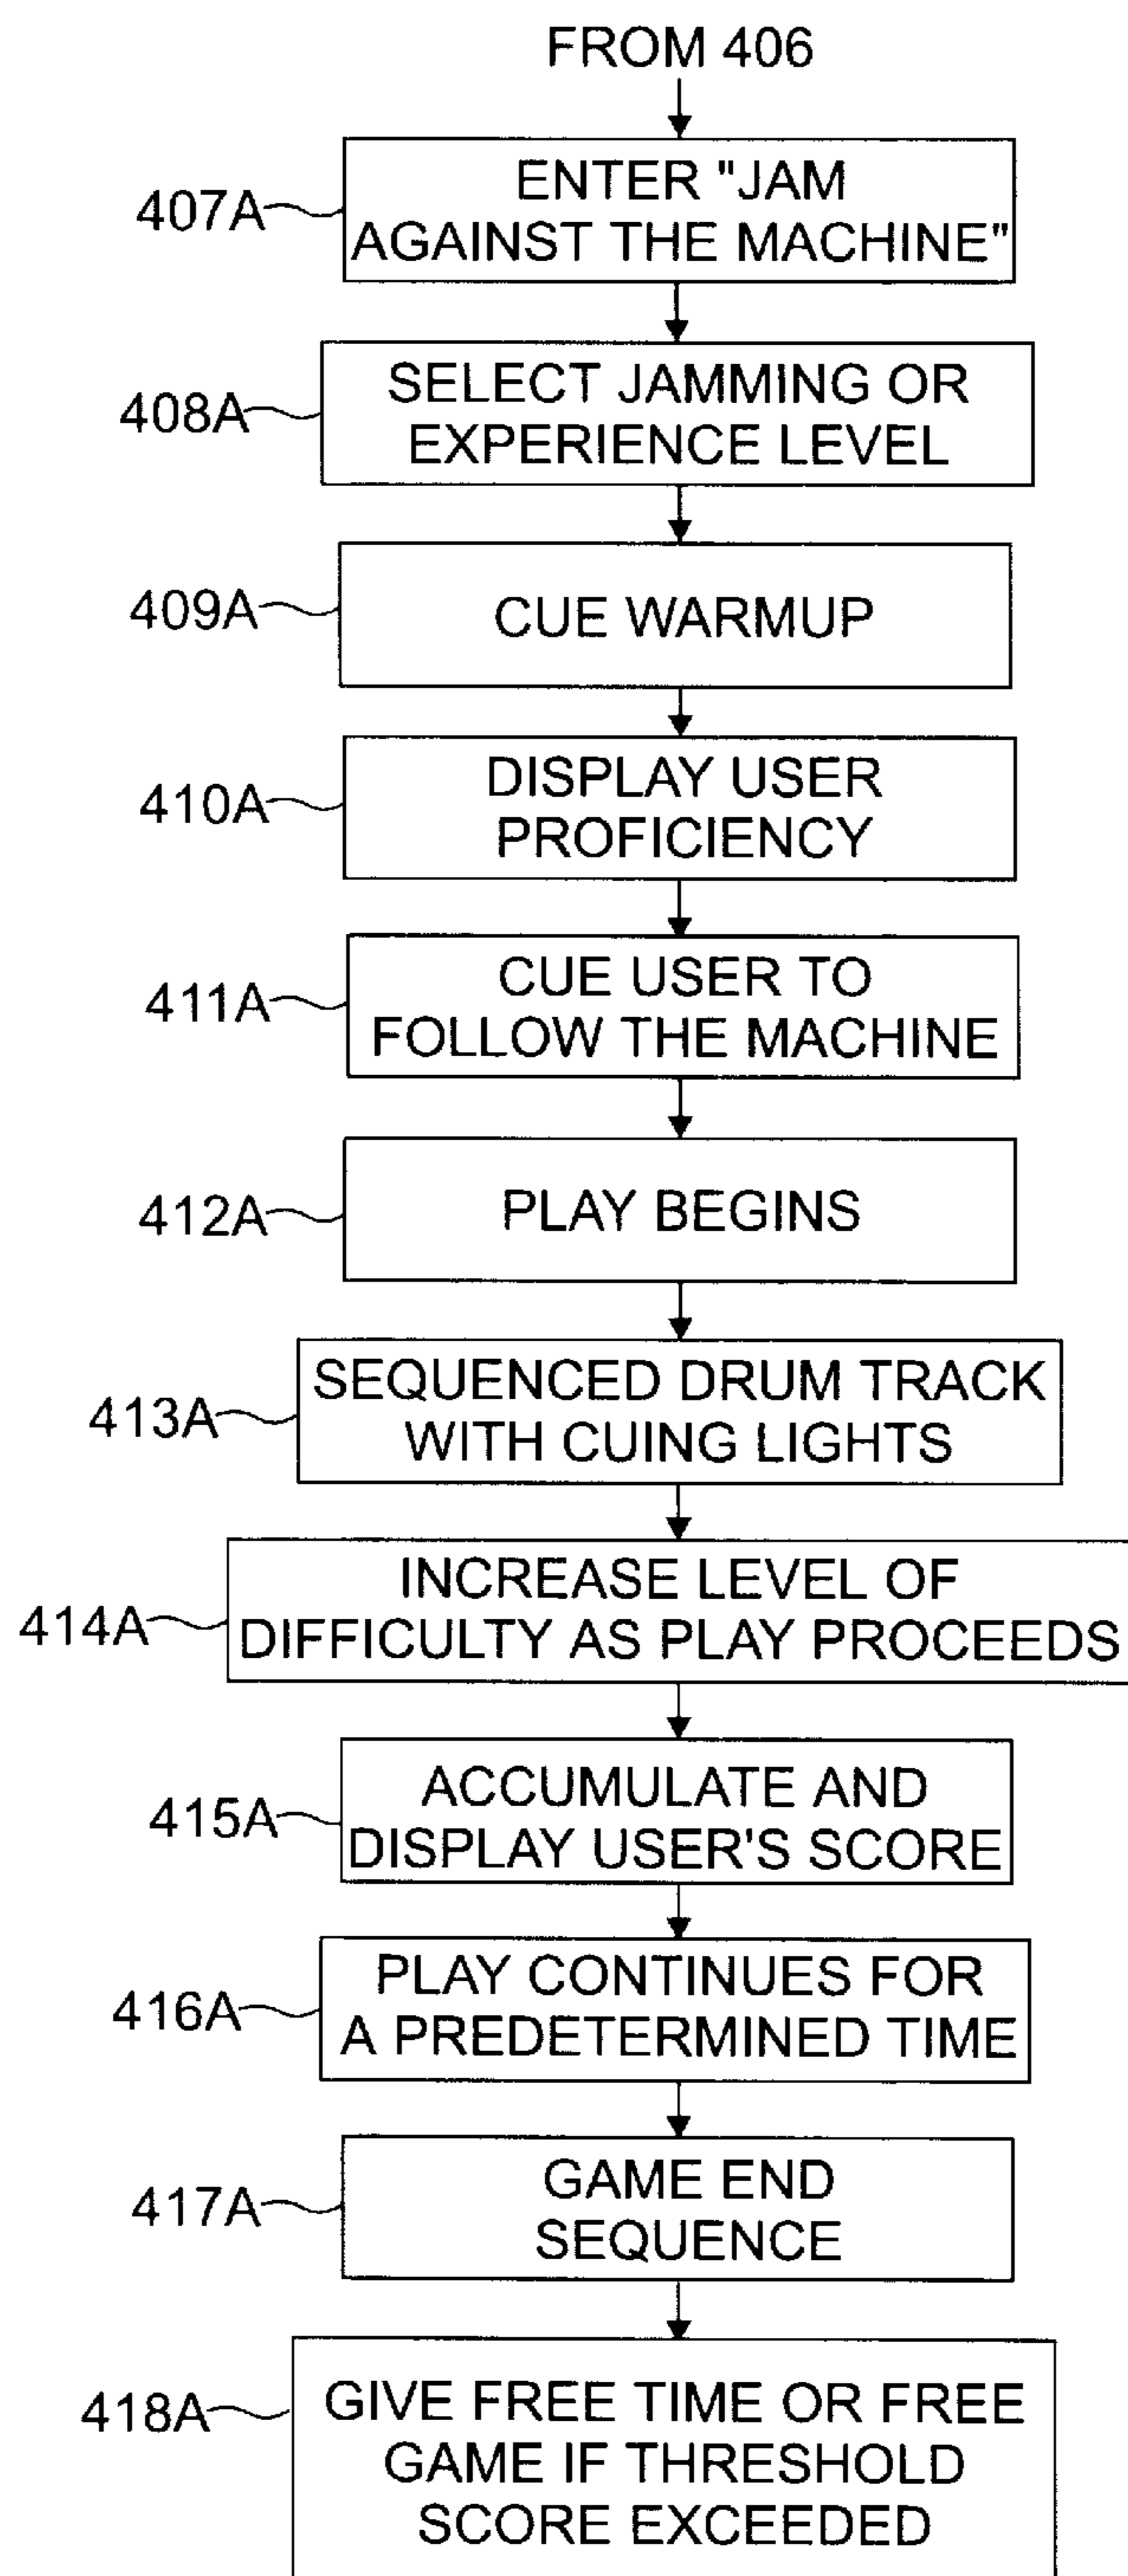 FROM 406
407A
ENTER "JAM
AGAINST THE MACHINE"
408A
SELECT JAMMING OR
EXPERIENCE LEVEL
409A
CUE WARMUP
410A
DISPLAY USER
PROFICIENCY
411A
CUE USER TO
FOLLOW THE MACHINE
412A
PLAY BEGINS
413A
SEQUENCED DRUM TRACK
WITH CUING LIGHTS
414A
INCREASE LEVEL OF
DIFFICULTY AS PLAY PROCEEDS
415A
ACCUMULATE AND
DISPLAY USER'S SCORE
416A
PLAY CONTINUES FOR
A PREDETERMINED TIME
417A
GAME END
SEQUENCE
418A
GIVE FREE TIME OR FREE
GAME IF THRESHOLD
SCORE EXCEEDED